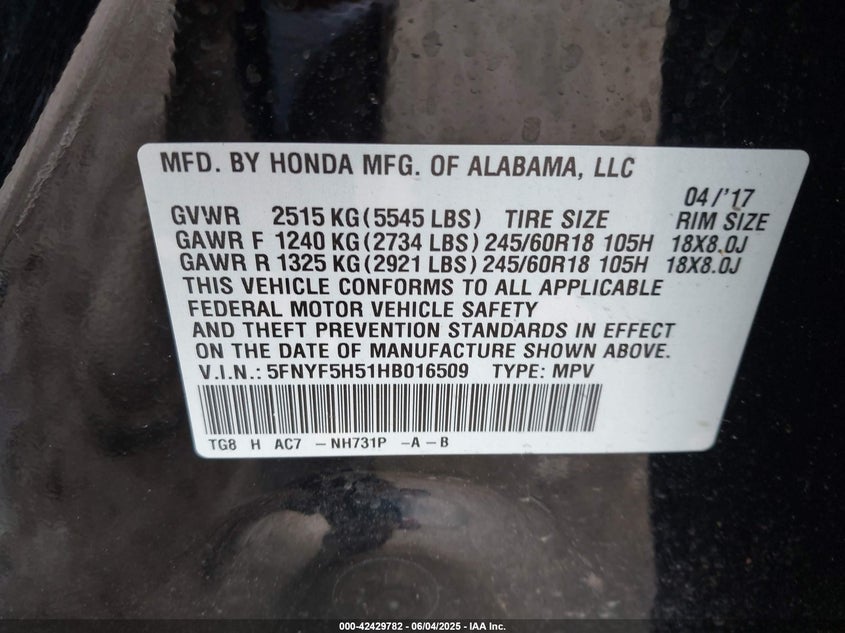 MFD. BY HONDA MFG. OF ALABAMA, LLC
04/'17
GVWR 2515 KG (5545 LBS) TIRE SIZE RIM SIZE
GAWR F 1240 KG (2734 LBS) 245/60R18 105H 18X8.0J
GAWR R 1325 KG (2921 LBS) 245/60R18 105H 18X8.0J
THIS VEHICLE CONFORMS TO ALL APPLICABLE
FEDERAL MOTOR VEHICLE SAFETY
AND THEFT PREVENTION STANDARDS IN EFFECT
ON THE DATE OF MANUFACTURE SHOWN ABOVE.
V.I.N.: 5FNYF5H51HB016509 TYPE: MPV
TG8 H AC7 -NH731P -A-B
000-42429782 - 06/04/2025 - IAA Inc.